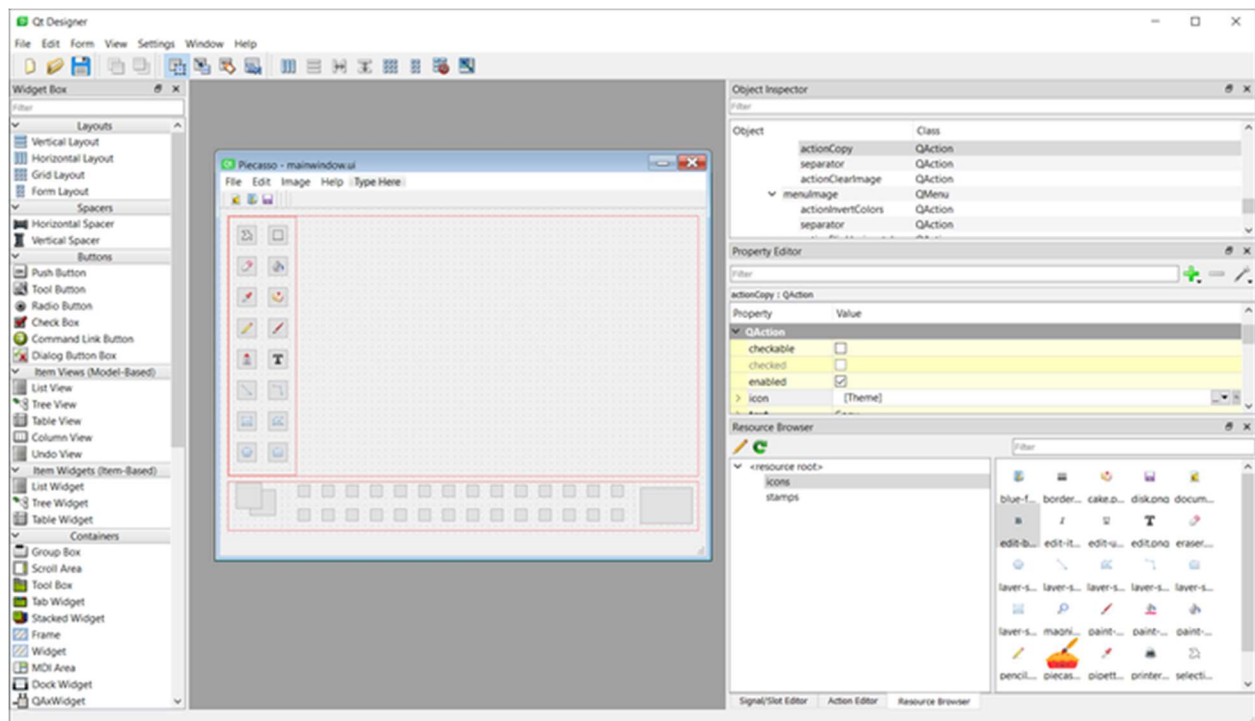 Qt Designer
File Edit Form View Settings Window Help
Widget Box
Filter
Layouts
Vertical Layout
Horizontal Layout
Grid Layout
Form Layout
Spacers
Horizontal Spacer
Vertical Spacer
Buttons
Push Button
Tool Button
Radio Button
Check Box
Command Link Button
Dialog Button Box
Item Views (Model-Based)
List View
Tree View
Table View
Column View
Undo View
Item Widgets (Item-Based)
List Widget
Tree Widget
Table Widget
Containers
Group Box
Scroll Area
Tool Box
Tab Widget
Stacked Widget
Frame
Widget
MDI Area
Dock Widget
QAxWidget
Piecasso - mainwindow.ui
File Edit Image Help Type Here
Object Inspector
Filter
Object Class
actionCopy QAction
separator QAction
actionClearImage QAction
menuImage QMenu
actionInvertColors QAction
separator QAction
Property Editor
Filter
actionCopy : QAction
Property Value
QAction
checkable
checked
enabled
icon [Theme]
Resource Browser
Filter
<resource root>
icons
stamps
blue-f... border... cake.p... disk.png docum...
edit-b... edit-it... edit-u... edit.png eraser....
layer-s... layer-s... layer-s... layer-s... layer-s...
layer-s... magni... paint-... paint-... paint-...
pencil.... piecas... pipett... printer... selecti...
Signal/Slot Editor Action Editor Resource Browser